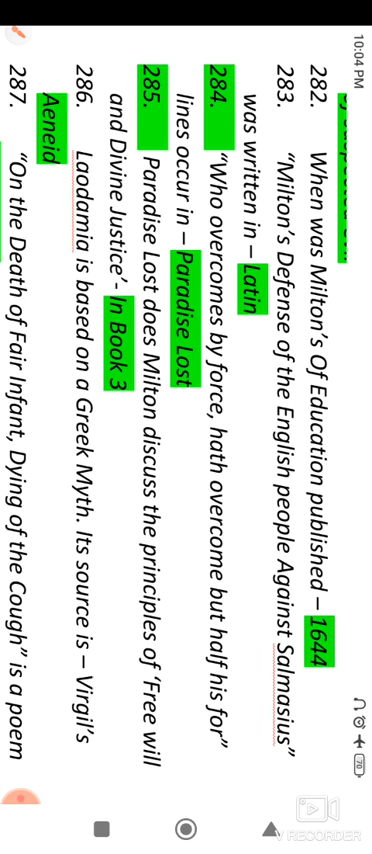 10:04 PM
70
282. When was Milton's Of Education published – 1644
283. "Milton's Defense of the English people Against Salmasius"
was written in – Latin
284. "Who overcomes by force, hath overcome but half his for"
lines occur in – Paradise Lost
285. Paradise Lost does Milton discuss the principles of 'Free will
and Divine Justice'- In Book 3
286. Laodamia is based on a Greek Myth. Its source is – Virgil's
Aeneid
287. "On the Death of Fair Infant, Dying of the Cough" is a poem
V RECORDER